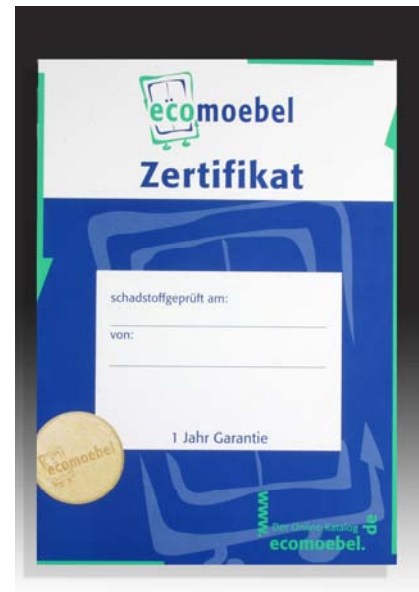 ecomoebel
Zertifikat
schadstoffgeprüft am:
von:
1 Jahr Garantie
ecomoebel
www.
Der Online-Katalog
ecomoebel.de